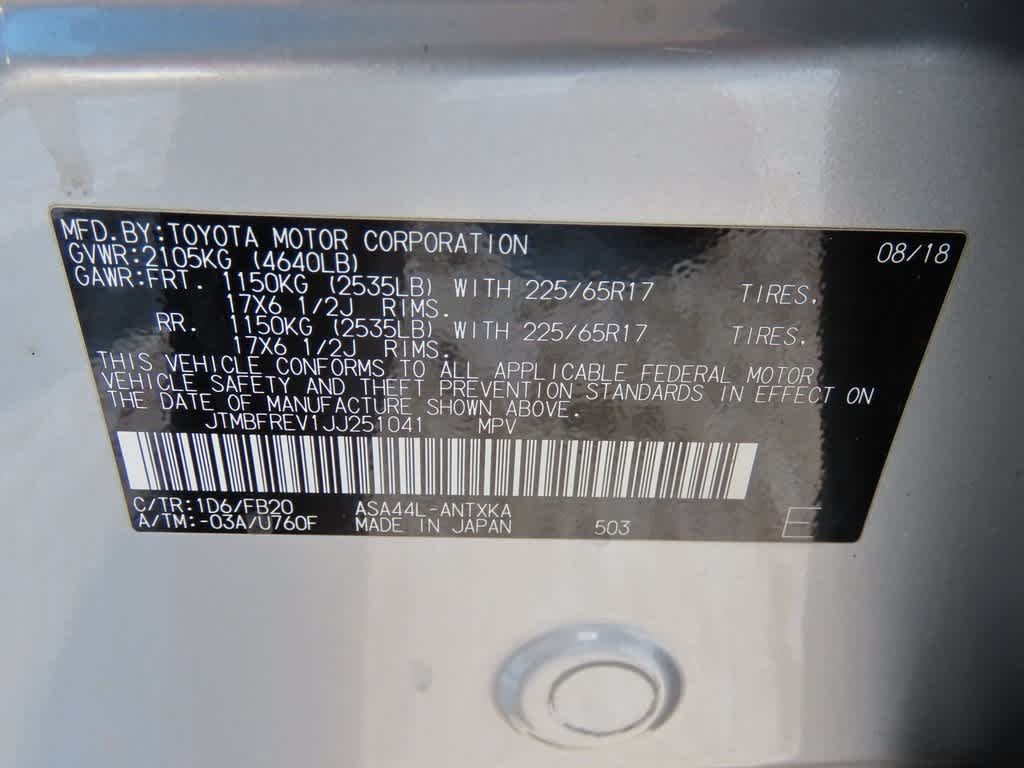 MFD.BY:TOYOTA MOTOR CORPORATION 08/18
GVWR:2105KG (4640LB)
GAWR:FRT. 1150KG (2535LB) WITH 225/65R17 TIRES.
17X6 1/2J RIMS.
RR. 1150KG (2535LB) WITH 225/65R17 TIRES.
17X6 1/2J RIMS.
THIS VEHICLE CONFORMS TO ALL APPLICABLE FEDERAL MOTOR
VEHICLE SAFETY AND THEFT PREVENTION STANDARDS IN EFFECT ON
THE DATE OF MANUFACTURE SHOWN ABOVE.
JTMBFREV1JJ251041 MPV
C/TR:1D6/FB20 ASA44L-ANTXKA
A/TM:-03A/U760F MADE IN JAPAN 503 E